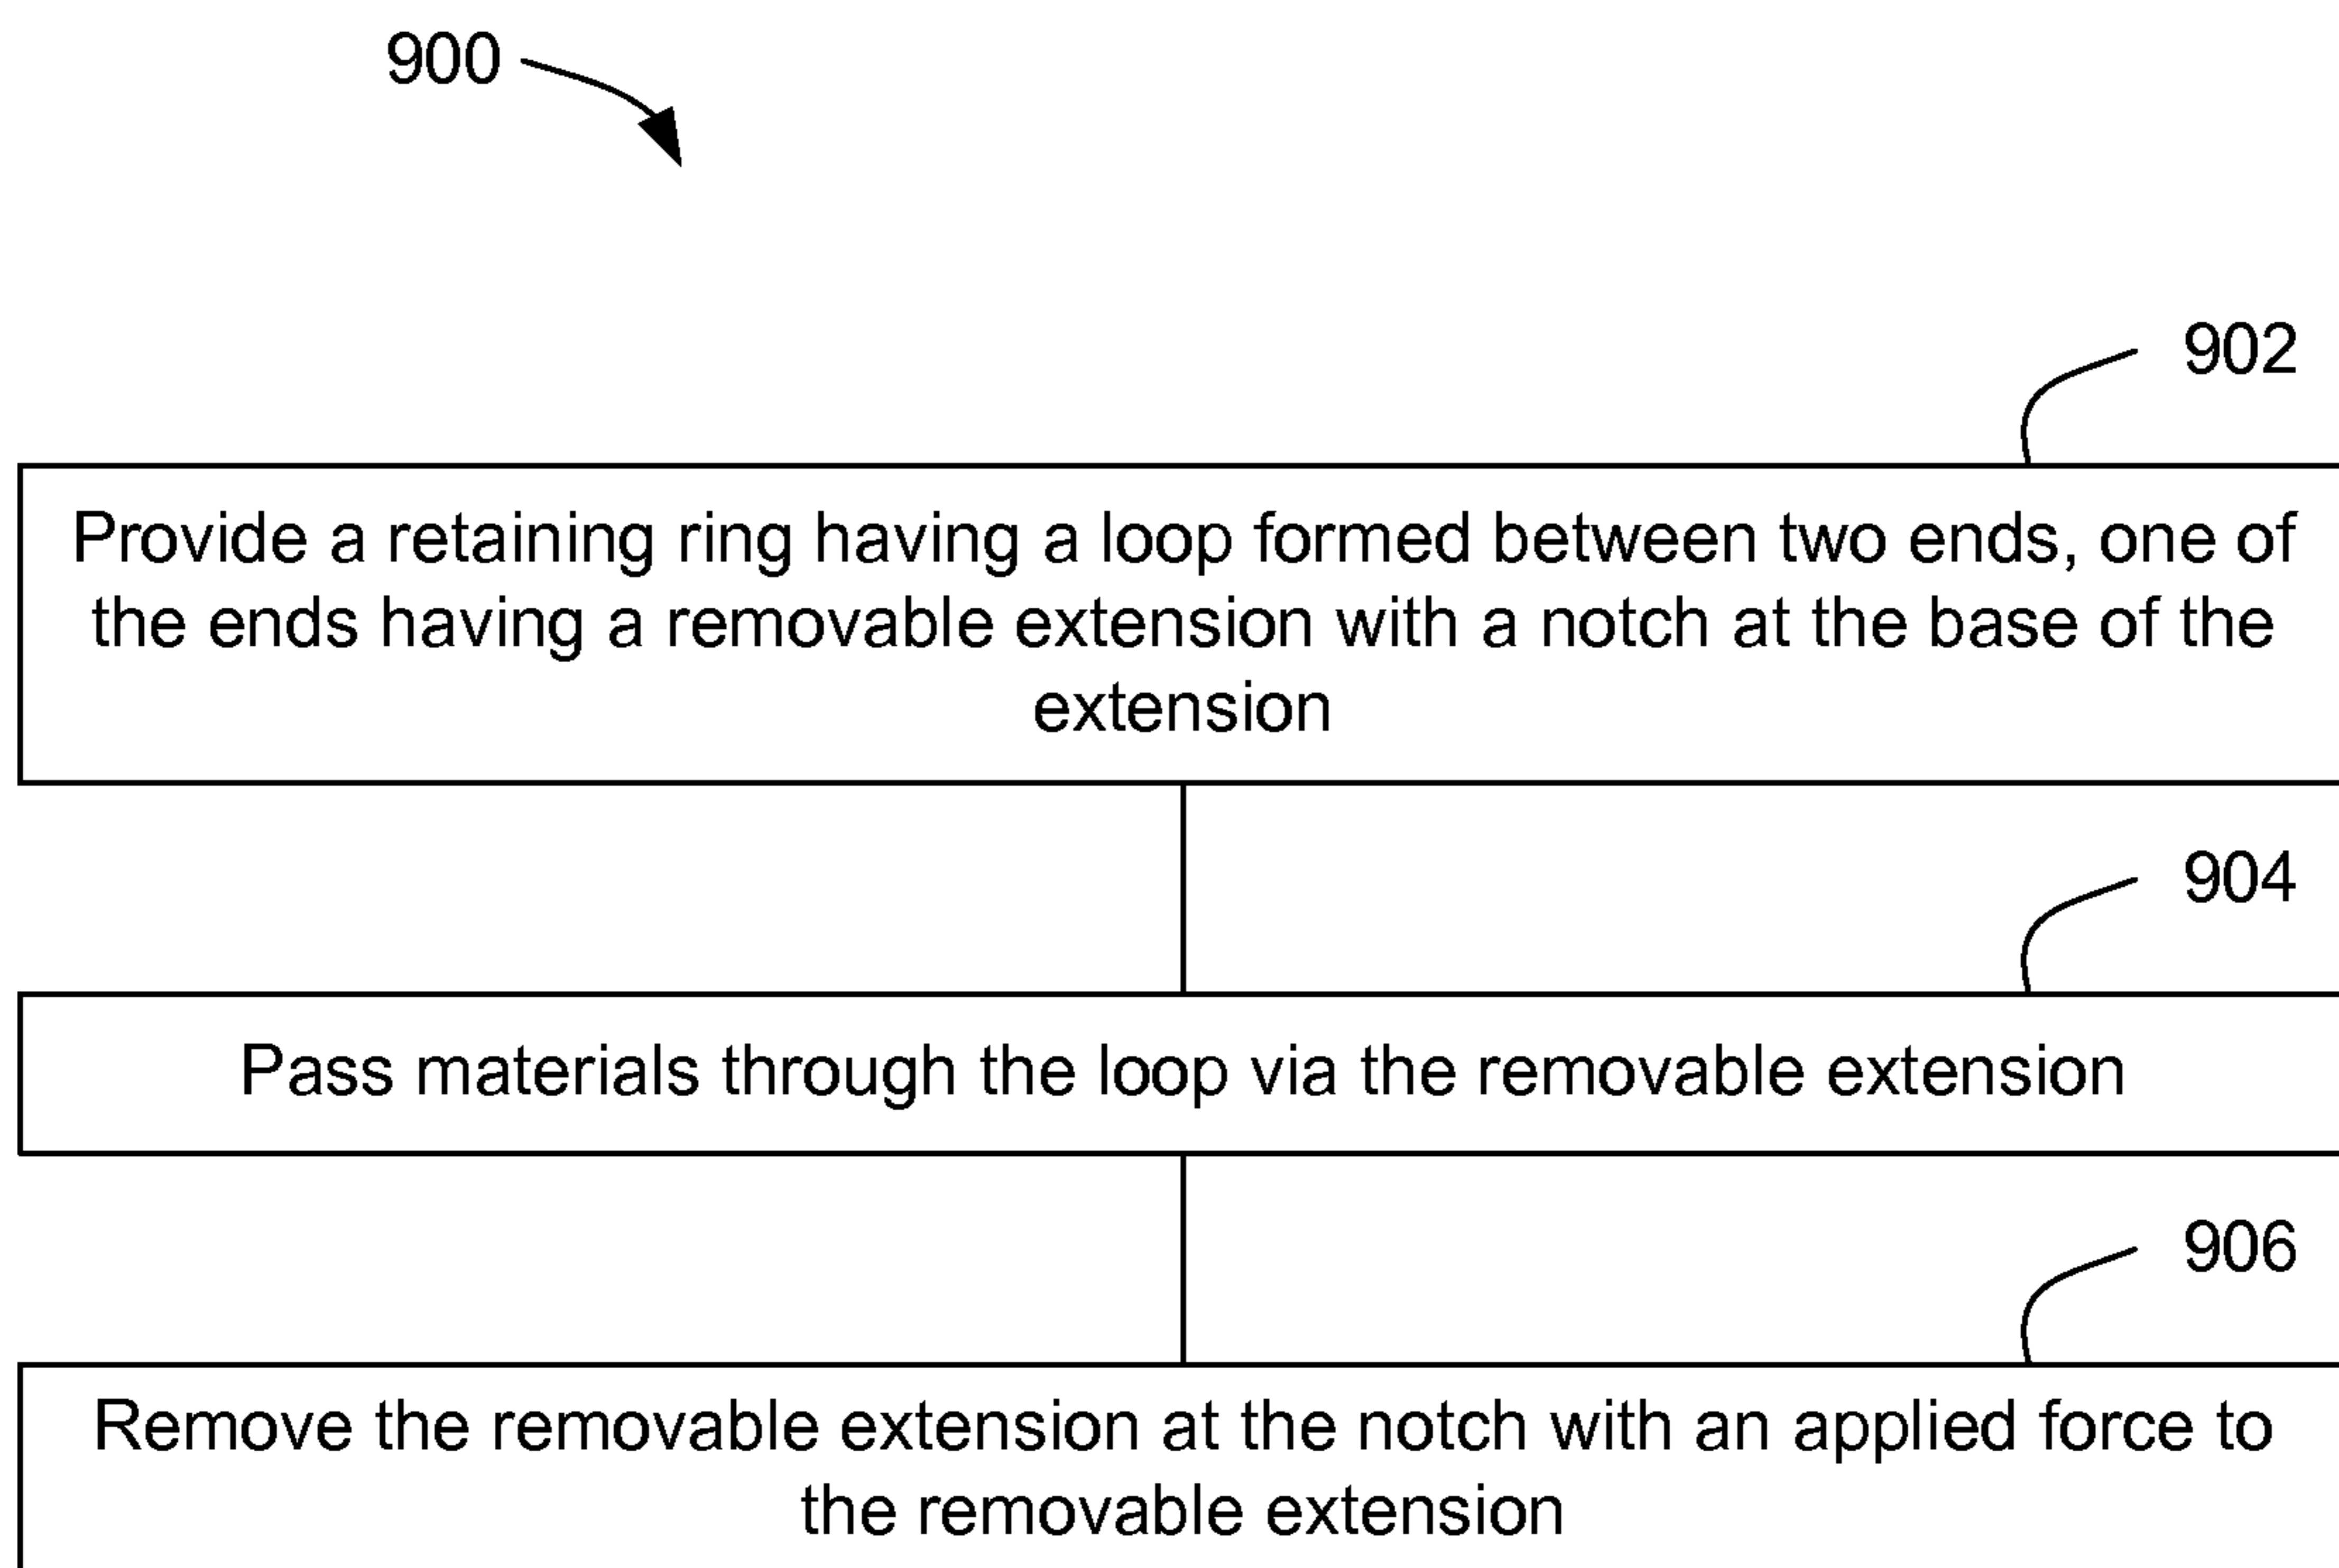 900
902
Provide a retaining ring having a loop formed between two ends, one of
the ends having a removable extension with a notch at the base of the
extension
904
Pass materials through the loop via the removable extension
906
Remove the removable extension at the notch with an applied force to
the removable extension